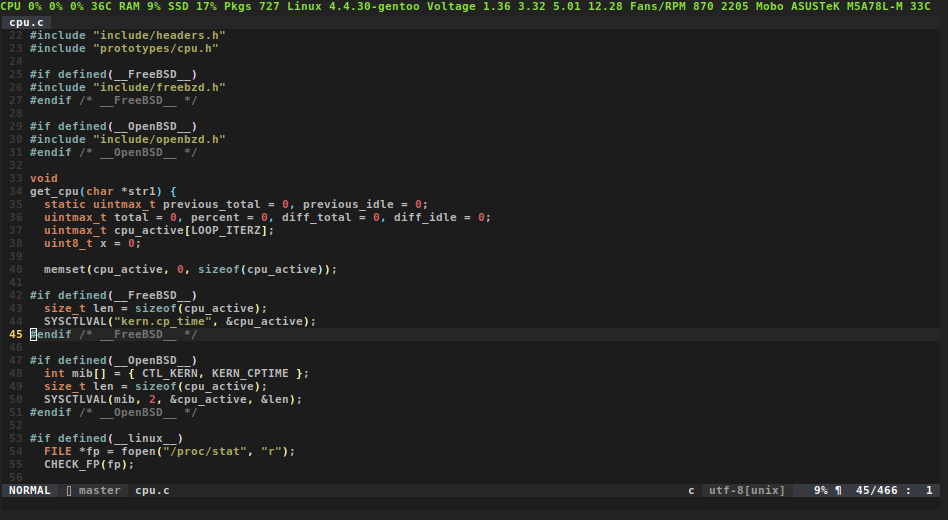 CPU 0% 0% 0% 0% 36C RAM 9% SSD 17% Pkgs 727 Linux 4.4.30-gentoo Voltage 1.36 3.32 5.01 12.28 Fans/RPM 870 2205 Mobo ASUSTeK M5A78L-M 33C
cpu.c
22 #include "include/headers.h"
23 #include "prototypes/cpu.h"
24
25 #if defined(__FreeBSD__)
26 #include "include/freebzd.h"
27 #endif /* __FreeBSD__ */
28
29 #if defined(__OpenBSD__)
30 #include "include/openbzd.h"
31 #endif /* __OpenBSD__ */
32
33 void
34 get_cpu(char *str1) {
35   static uintmax_t previous_total = 0, previous_idle = 0;
36   uintmax_t total = 0, percent = 0, diff_total = 0, diff_idle = 0;
37   uintmax_t cpu_active[LOOP_ITERZ];
38   uint8_t x = 0;
39
40   memset(cpu_active, 0, sizeof(cpu_active));
41
42 #if defined(__FreeBSD__)
43   size_t len = sizeof(cpu_active);
44   SYSCTLVAL("kern.cp_time", &cpu_active);
45 #endif /* __FreeBSD__ */
46
47 #if defined(__OpenBSD__)
48   int mib[] = { CTL_KERN, KERN_CPTIME };
49   size_t len = sizeof(cpu_active);
50   SYSCTLVAL(mib, 2, &cpu_active, &len);
51 #endif /* __OpenBSD__ */
52
53 #if defined(__linux__)
54   FILE *fp = fopen("/proc/stat", "r");
55   CHECK_FP(fp);
56
NORMAL master cpu.c c utf-8[unix] 9% ¶ 45/466 : 1